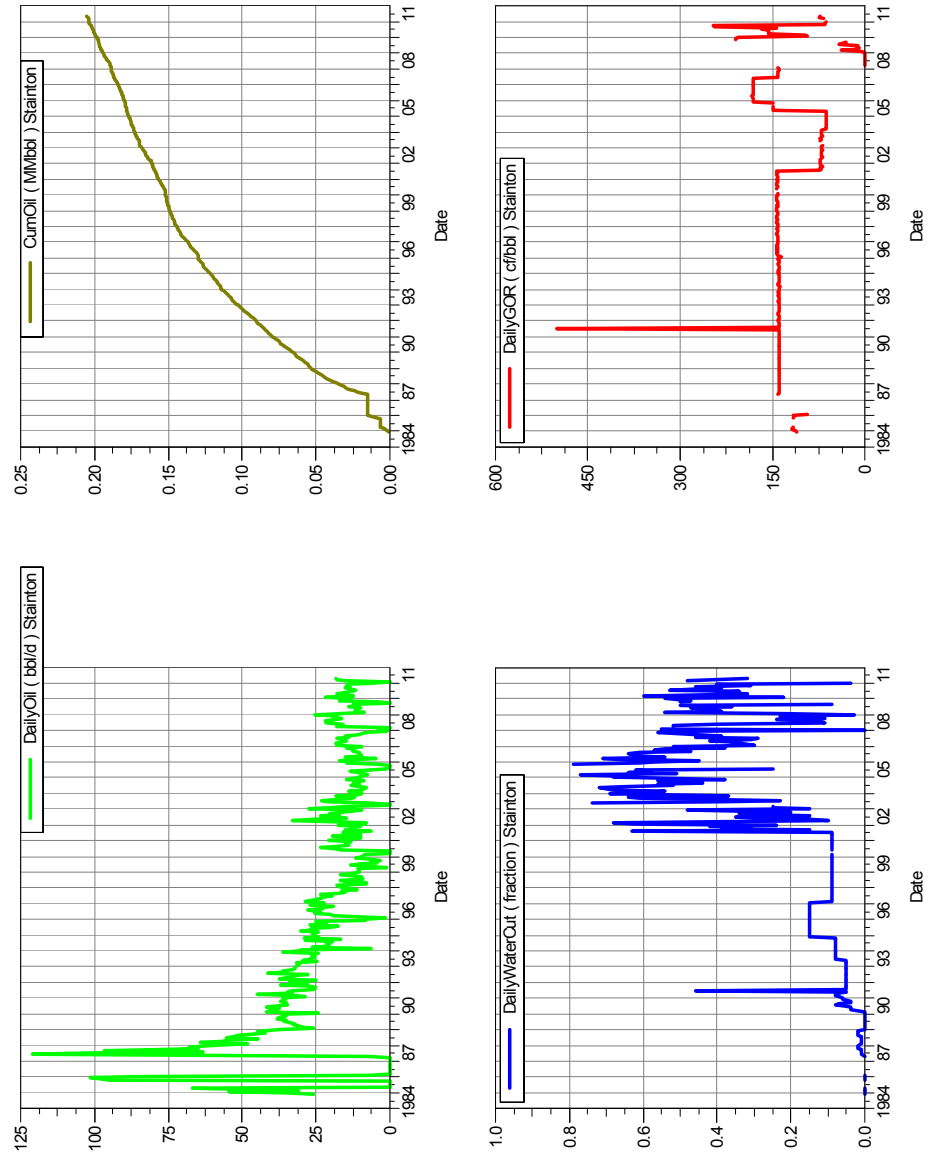 DailyOil ( bbl/d ) Stainton
125
100
75
50
25
0
1984 87 90 93 96 99 02 05 08 11
Date
CumOil ( MMbbl ) Stainton
0.25
0.20
0.15
0.10
0.05
0.00
1984 87 90 93 96 99 02 05 08 11
Date
DailyWaterCut ( fraction ) Stainton
1.0
0.8
0.6
0.4
0.2
0.0
1984 87 90 93 96 99 02 05 08 11
Date
DailyGOR ( cf/bbl ) Stainton
600
450
300
150
0
1984 87 90 93 96 99 02 05 08 11
Date